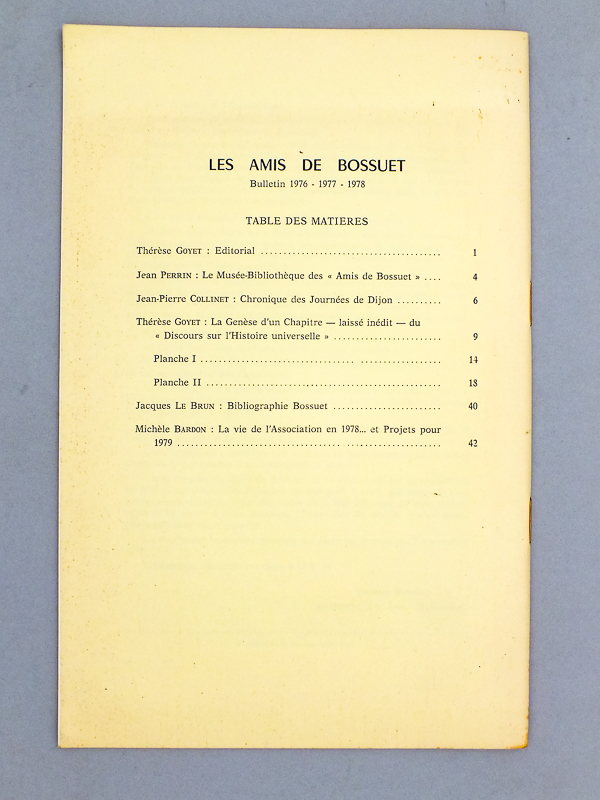 LES AMIS DE BOSSUET
Bulletin 1976 - 1977 - 1978
TABLE DES MATIERES
Thérèse GOYET : Editorial ........................................ 1
Jean PERRIN : Le Musée-Bibliothèque des « Amis de Bossuet » .... 4
Jean-Pierre COLLINET : Chronique des Journées de Dijon .......... 6
Thérèse GOYET : La Genèse d'un Chapitre — laissé inédit — du
« Discours sur l'Histoire universelle » ........................ 9
Planche I ..................................................... 14
Planche II .................................................... 18
Jacques LE BRUN : Bibliographie Bossuet ........................ 40
Michèle BARDON : La vie de l'Association en 1978... et Projets pour
1979 .......................................................... 42